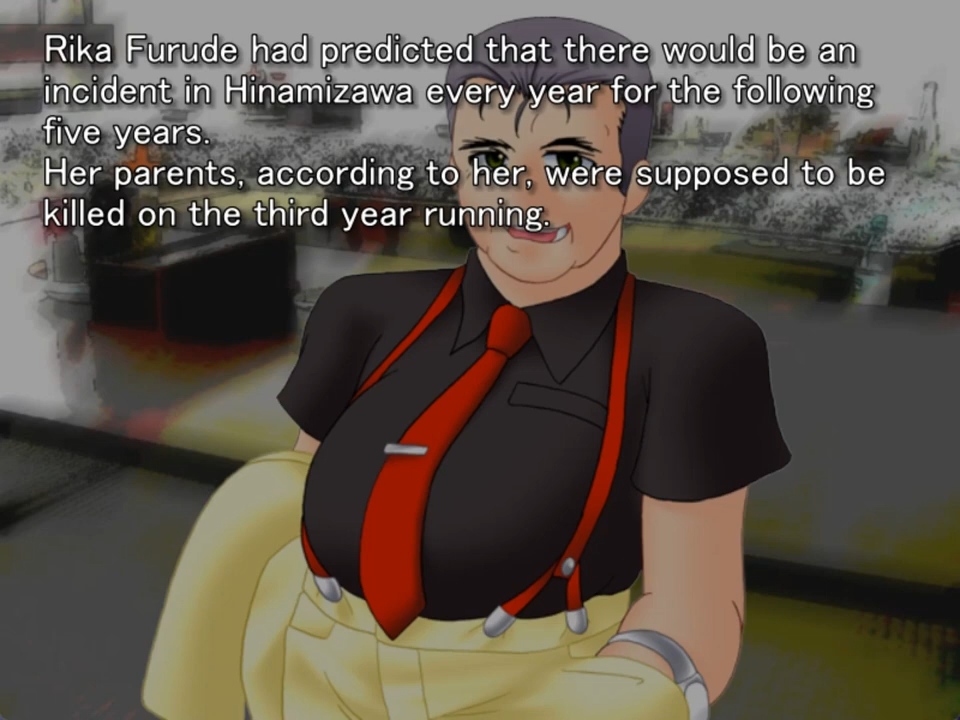 Rika Furude had predicted that there would be an
incident in Hinamizawa every year for the following
five years.
Her parents, according to her, were supposed to be
killed on the third year running.